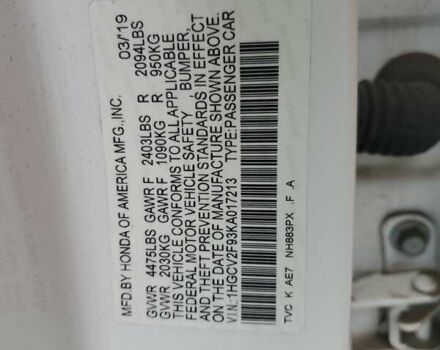 MFD.BY HONDA OF AMERICA MFG.,INC. 03/'19
GVWR 4475LBS GAWR F 2403LBS R 2094LBS
GVWR 2030KG GAWR F 1090KG R 950KG
THIS VEHICLE CONFORMS TO ALL APPLICABLE
FEDERAL MOTOR VEHICLE SAFETY, BUMPER,
AND THEFT PREVENTION STANDARDS IN EFFECT
ON THE DATE OF MANUFACTURE SHOWN ABOVE.
V.I.N.:1HGCV2F93KA017213 TYPE:PASSENGER CAR
TVC K AE7 NH883PX .F .A